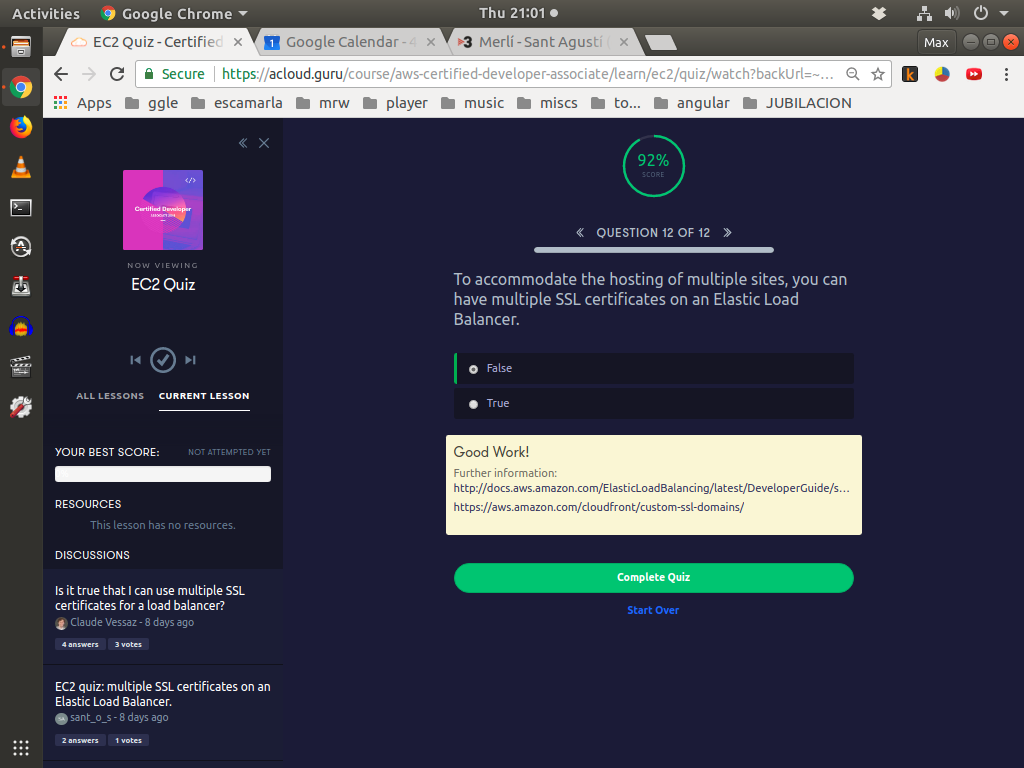 Activities
Google Chrome
Thu 21:01
EC2 Quiz - Certified
Google Calendar - 4
Merlí - Sant Agustí (
Max
Secure
https://acloud.guru/course/aws-certified-developer-associate/learn/ec2/quiz/watch?backUrl=~...
Apps
ggle
escamarla
mrw
player
music
miscs
to...
angular
JUBILACION
Certified Developer
NOW VIEWING
EC2 Quiz
ALL LESSONS
CURRENT LESSON
YOUR BEST SCORE:
NOT ATTEMPTED YET
RESOURCES
This lesson has no resources.
DISCUSSIONS
Is it true that I can use multiple SSL
certificates for a load balancer?
Claude Vessaz - 8 days ago
4 answers
3 votes
EC2 quiz: multiple SSL certificates on an
Elastic Load Balancer.
sant_o_s - 8 days ago
2 answers
1 votes
92%
SCORE
QUESTION 12 OF 12
To accommodate the hosting of multiple sites, you can
have multiple SSL certificates on an Elastic Load
Balancer.
False
True
Good Work!
Further information:
http://docs.aws.amazon.com/ElasticLoadBalancing/latest/DeveloperGuide/s...
https://aws.amazon.com/cloudfront/custom-ssl-domains/
Complete Quiz
Start Over